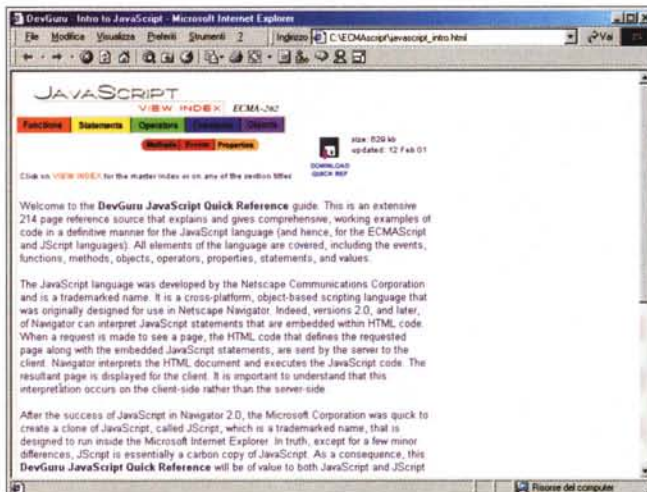 DevGuru - Intro to JavaScript - Microsoft Internet Explorer
File Modifica Visualizza Preferiti Strumenti ? Indirizzo C:\ECMAscript\javascript_intro.html Vai
JAVASCRIPT
VIEW INDEX ECMA-262
Functions Statements Operators Objects
Methods Events Properties
size: 629 kb
updated: 12 Feb 01
DOWNLOAD
QUICK REF
Click on VIEW INDEX for the master index or on any of the section titles
Welcome to the DevGuru JavaScript Quick Reference guide. This is an extensive
214 page reference source that explains and gives comprehensive, working examples of
code in a definitive manner for the JavaScript language (and hence, for the ECMAScript
and JScript languages). All elements of the language are covered, including the events,
functions, methods, objects, operators, properties, statements, and values.
The JavaScript language was developed by the Netscape Communications Corporation
and is a trademarked name. It is a cross-platform, object-based scripting language that
was originally designed for use in Netscape Navigator. Indeed, versions 2.0, and later,
of Navigator can interpret JavaScript statements that are embedded within HTML code.
When a request is made to see a page, the HTML code that defines the requested
page along with the embedded JavaScript statements, are sent by the server to the
client. Navigator interprets the HTML document and executes the JavaScript code. The
resultant page is displayed for the client. It is important to understand that this
interpretation occurs on the client-side rather than the server-side
After the success of JavaScript in Navigator 2.0, the Microsoft Corporation was quick to
create a clone of JavaScript, called JScript, which is a trademarked name, that is
designed to run inside the Microsoft Internet Explorer. In truth, except for a few minor
differences, JScript is essentially a carbon copy of JavaScript. As a consequence, this
DevGuru JavaScript Quick Reference will be of value to both JavaScript and JScript
Risorse del computer